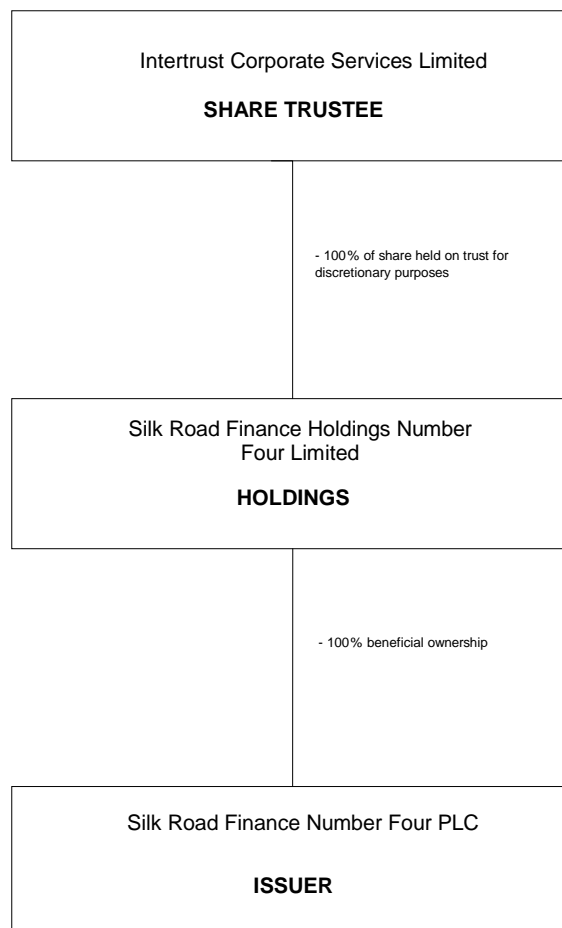 Intertrust Corporate Services Limited
SHARE TRUSTEE
- 100% of share held on trust for
discretionary purposes
Silk Road Finance Holdings Number
Four Limited
HOLDINGS
- 100% beneficial ownership
Silk Road Finance Number Four PLC
ISSUER